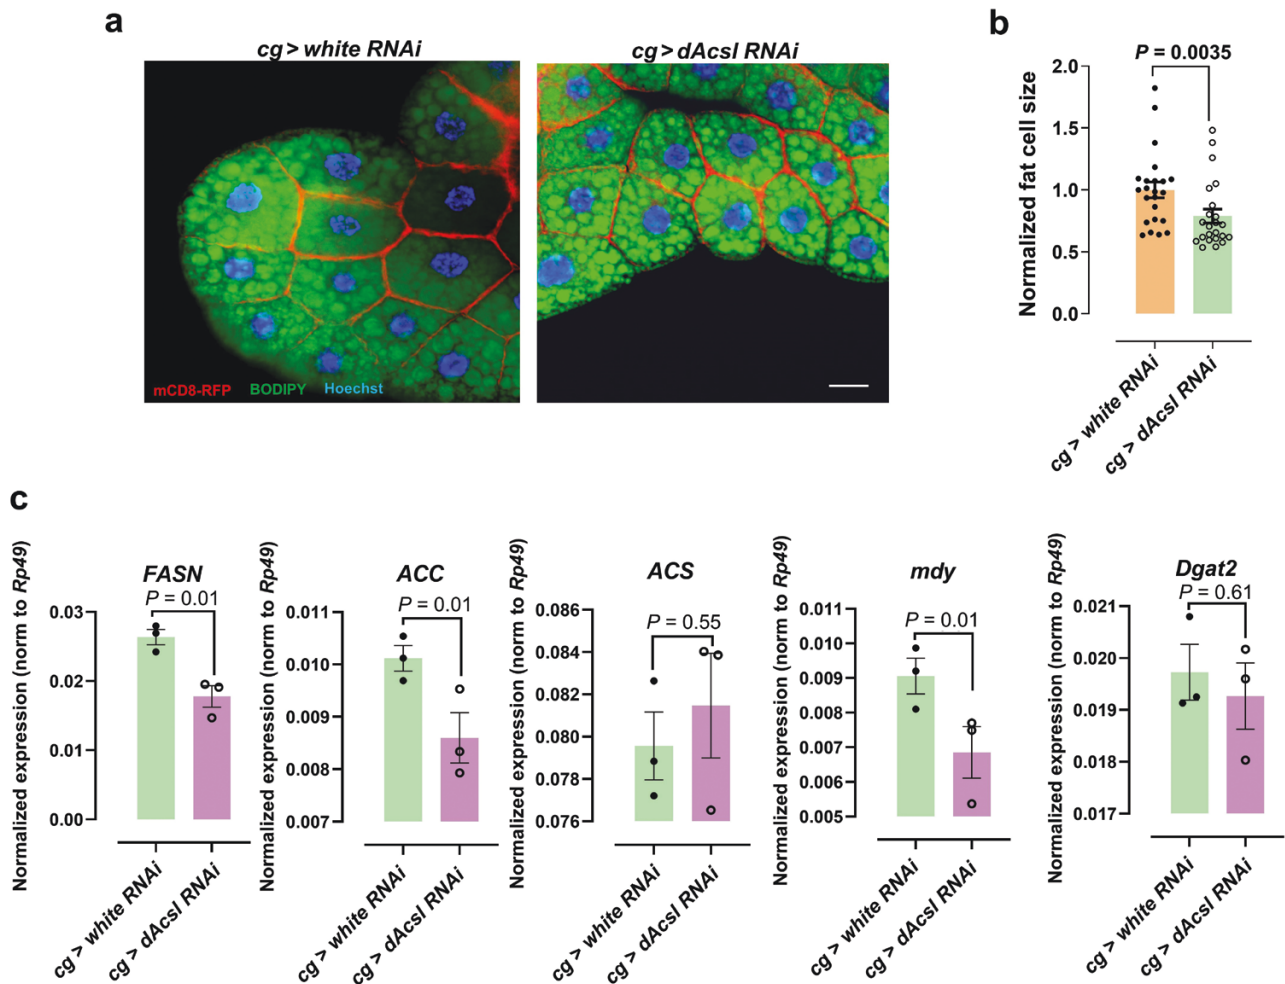 a
cg > white RNAi
cg > dAcsl RNAi
mCD8-RFP BODIPY Hoechst
b
P = 0.0035
Normalized fat cell size
2.0
1.5
1.0
0.5
0.0
cg > white RNAi
cg > dAcsl RNAi
c
FASN
P = 0.01
Normalized expression (norm to Rp49)
0.03
0.02
0.01
0.00
cg > white RNAi
cg > dAcsl RNAi
ACC
P = 0.01
Normalized expression (norm to Rp49)
0.011
0.010
0.009
0.008
0.007
cg > white RNAi
cg > dAcsl RNAi
ACS
P = 0.55
Normalized expression (norm to Rp49)
0.086
0.084
0.082
0.080
0.078
0.076
cg > white RNAi
cg > dAcsl RNAi
mdy
P = 0.01
Normalized expression (norm to Rp49)
0.011
0.010
0.009
0.008
0.007
0.006
0.005
cg > white RNAi
cg > dAcsl RNAi
Dgat2
P = 0.61
Normalized expression (norm to Rp49)
0.021
0.020
0.019
0.018
0.017
cg > white RNAi
cg > dAcsl RNAi